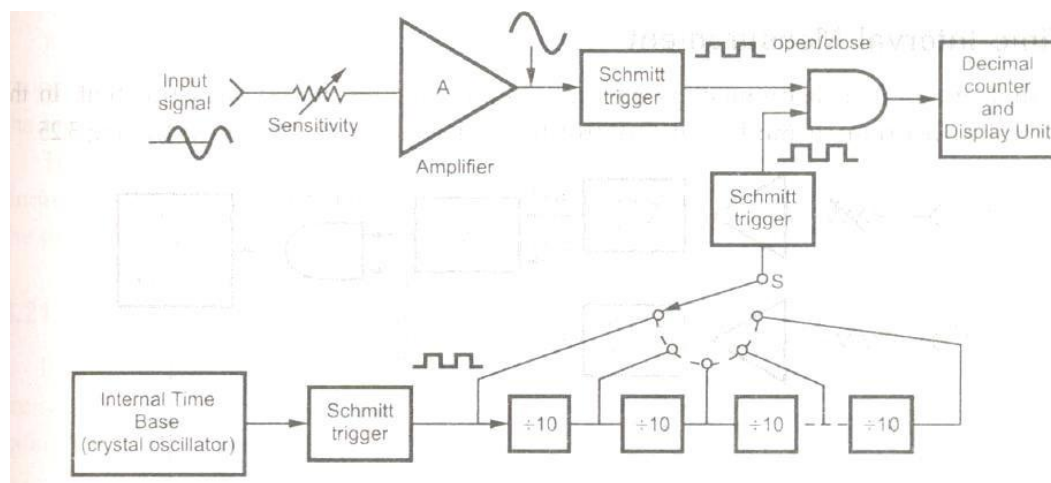 Input
signal
Sensitivity
A
Amplifier
Schmitt
trigger
open/close
Decimal
counter
and
Display Unit
Schmitt
trigger
S
Internal Time
Base
(crystal oscillator)
Schmitt
trigger
÷10
÷10
÷10
÷10